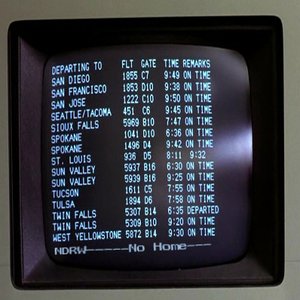 DEPARTING TO FLT GATE TIME REMARKS
SAN DIEGO 1855 C7 9:49 ON TIME
SAN FRANCISCO 1853 D10 9:38 ON TIME
SAN JOSE 1222 C10 9:50 ON TIME
SEATTLE/TACOMA 451 C6 9:45 ON TIME
SIOUX FALLS 5969 B10 7:47 ON TIME
SPOKANE 1041 D10 6:36 ON TIME
SPOKANE 1496 D4 9:42 ON TIME
ST. LOUIS 936 D5 8:11 9:32
SUN VALLEY 5937 B16 6:30 ON TIME
SUN VALLEY 5939 B16 9:25 ON TIME
TUCSON 1611 C5 7:55 ON TIME
TULSA 1894 D6 7:58 ON TIME
TWIN FALLS 5307 B14 6:35 DEPARTED
TWIN FALLS 5309 B10 9:20 ON TIME
WEST YELLOWSTONE 5872 B14 9:30 ON TIME
NDRW------No Home----